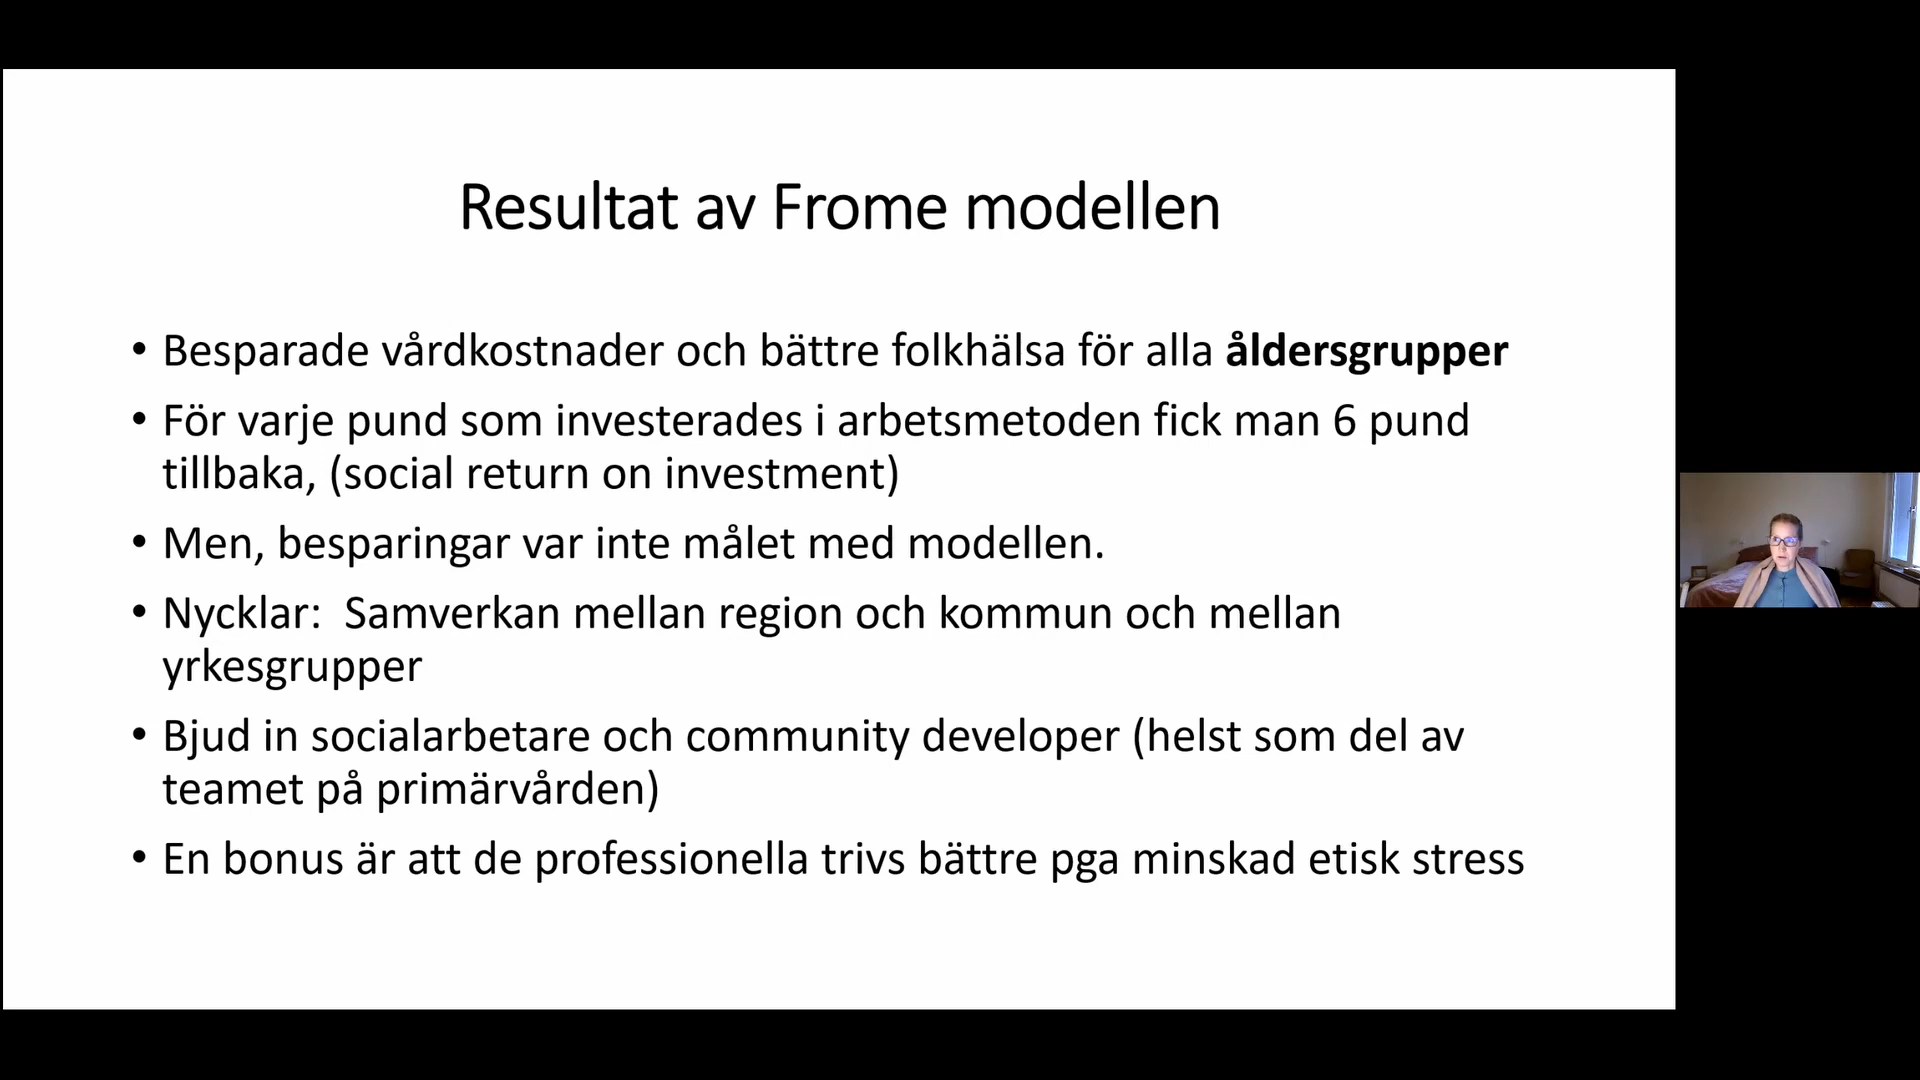 Resultat av Frome modellen
• Besparade vårdkostnader och bättre folkhälsa för alla åldersgrupper
• För varje pund som investerades i arbetsmetoden fick man 6 pund
tillbaka, (social return on investment)
• Men, besparingar var inte målet med modellen.
• Nycklar:  Samverkan mellan region och kommun och mellan
yrkesgrupper
• Bjud in socialarbetare och community developer (helst som del av
teamet på primärvården)
• En bonus är att de professionella trivs bättre pga minskad etisk stress